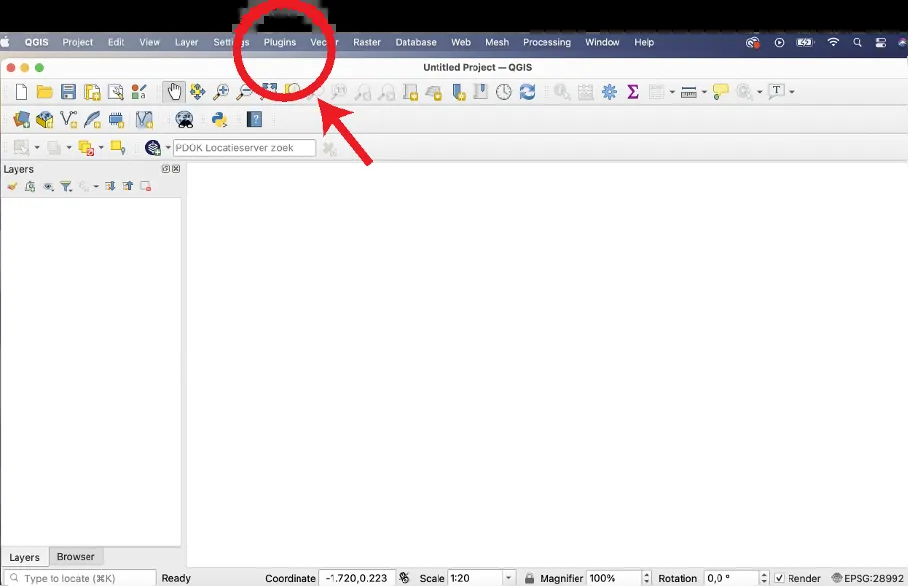 QGIS Project Edit View Layer Settings Plugins Vector Raster Database Web Mesh Processing Window Help
Untitled Project — QGIS
PDOK Locatieserver zoek
Layers
Layers Browser
Type to locate (⌘K) Ready Coordinate -1.720,0.223 Scale 1:20 Magnifier 100% Rotation 0,0 ° Render EPSG:28992